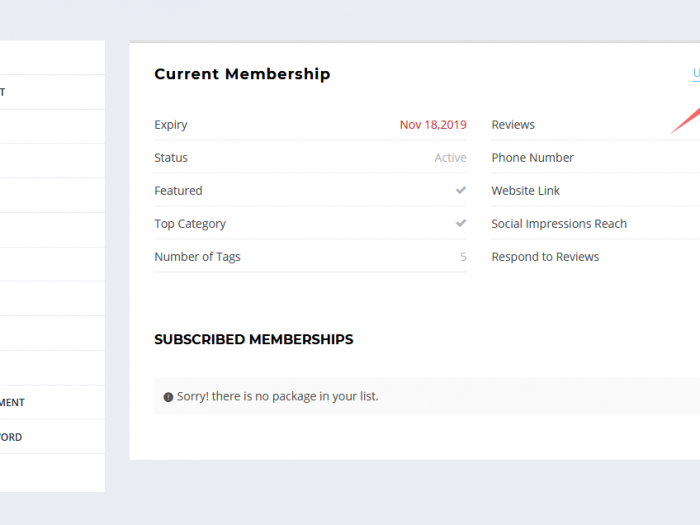 Current Membership
U
Expiry Nov 18,2019 Reviews
T
Status Active Phone Number
Featured Website Link
Top Category Social Impressions Reach
Number of Tags 5 Respond to Reviews
SUBSCRIBED MEMBERSHIPS
Sorry! there is no package in your list.
MENT
WORD